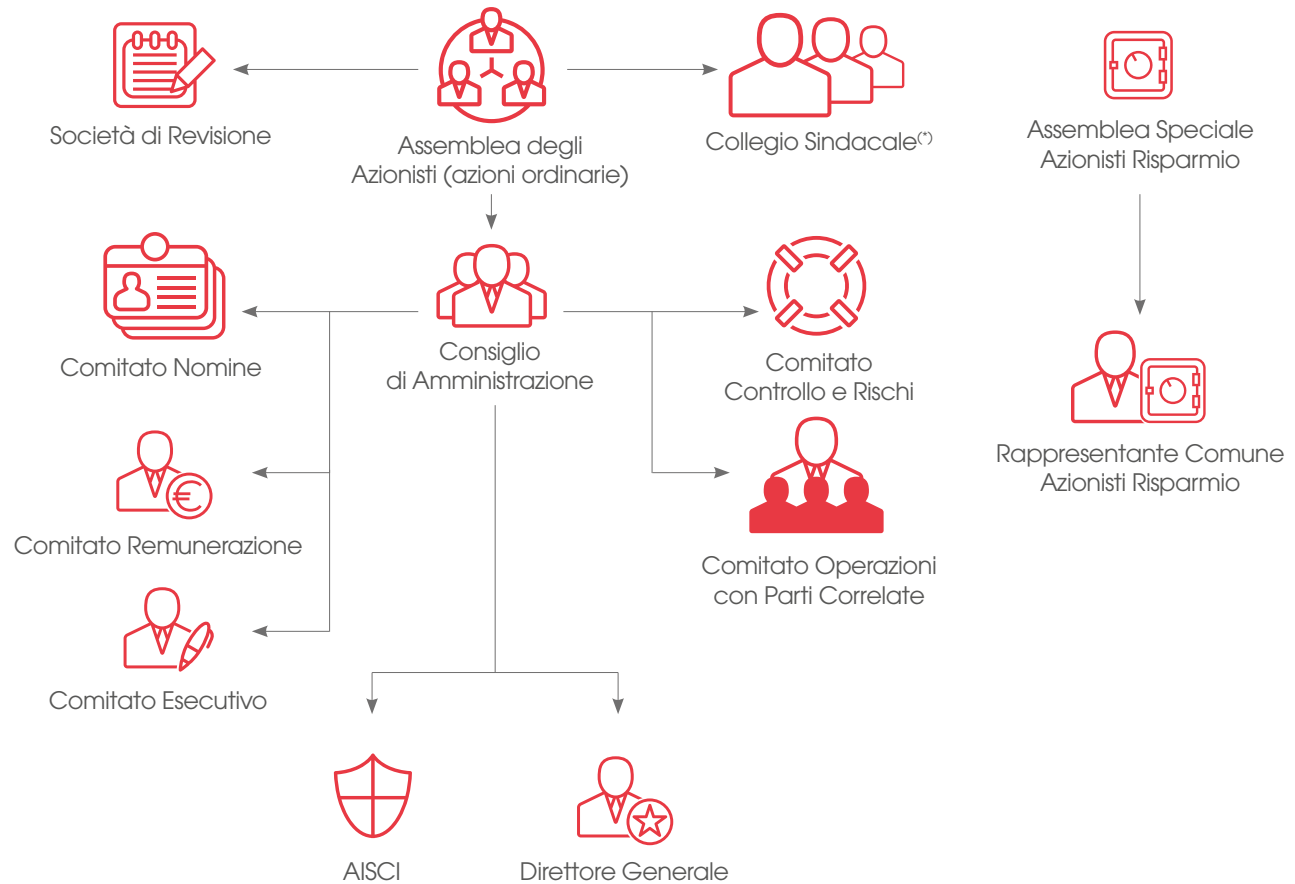 Società di Revisione
Assemblea degli
Azionisti (azioni ordinarie)
Collegio Sindacale(*)
Assemblea Speciale
Azionisti Risparmio
Comitato Nomine
Consiglio
di Amministrazione
Comitato
Controllo e Rischi
Rappresentante Comune
Azionisti Risparmio
Comitato Remunerazione
€
Comitato Operazioni
con Parti Correlate
Comitato Esecutivo
AISCI
Direttore Generale